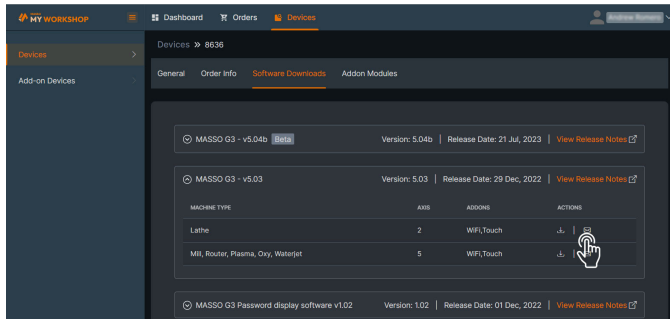 MY WORKSHOP
Dashboard Orders Devices
Devices
Add-on Devices
Devices » 8636
General Order Info Software Downloads Addon Modules
MASSO G3 - v5.04b Beta Version: 5.04b | Release Date: 21 Jul, 2023 | View Release Notes
MASSO G3 - v5.03 Version: 5.03 | Release Date: 29 Dec, 2022 | View Release Notes
MACHINE TYPE AXIS ADDONS ACTIONS
Lathe 2 WiFi,Touch
Mill, Router, Plasma, Oxy, Waterjet 5 WiFi,Touch
MASSO G3 Password display software v1.02 Version: 1.02 | Release Date: 01 Dec, 2022 | View Release Notes